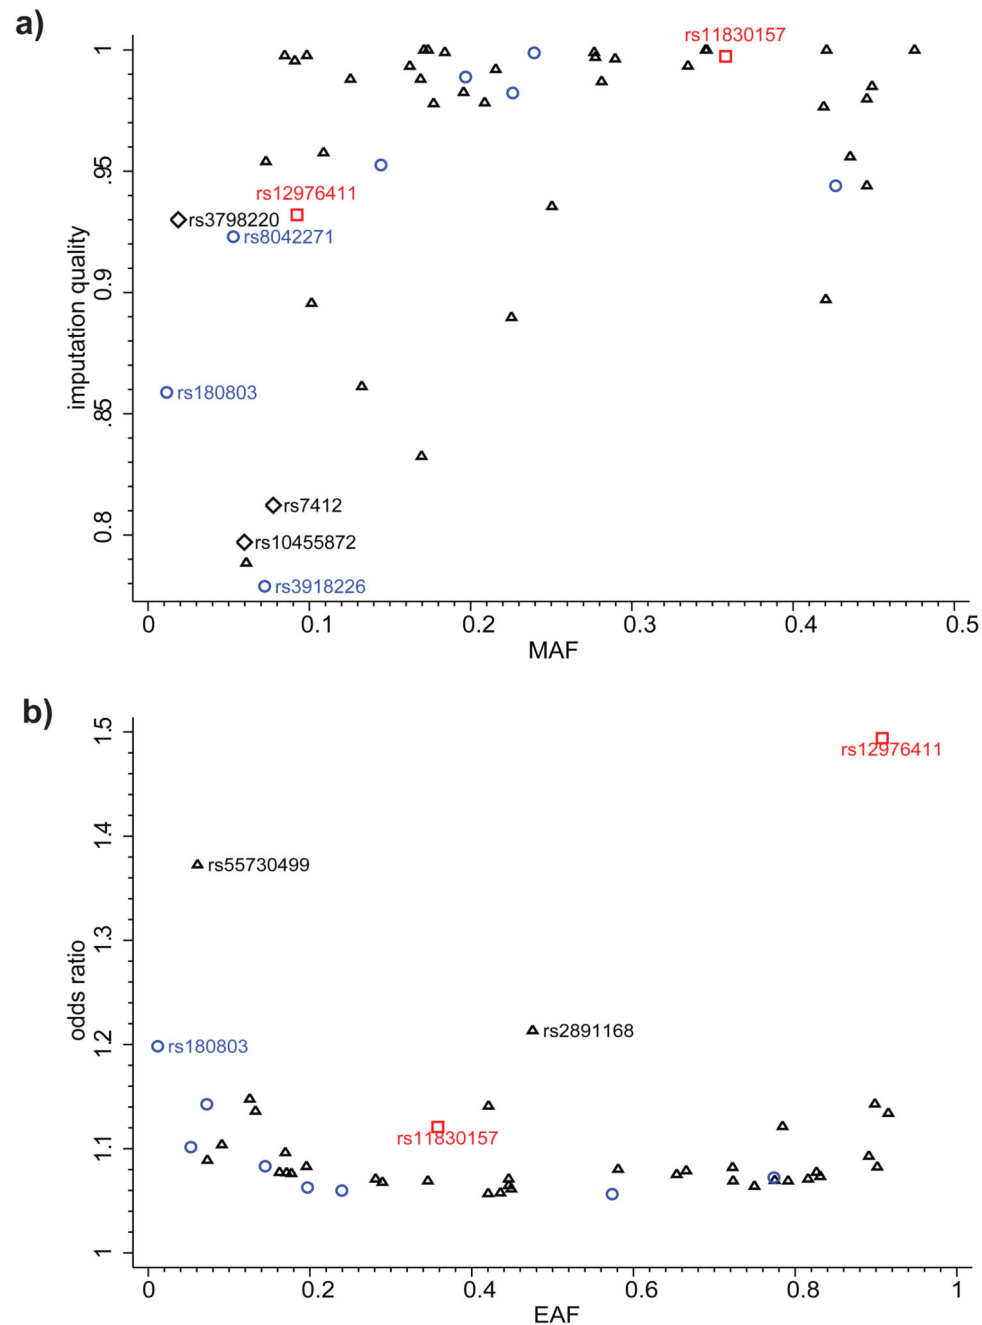 a)
rs11830157
1
.95
rs12976411
rs3798220
rs8042271
0.9
imputation quality
rs180803
.85
rs7412
0.8
rs10455872
rs3918226
0 0.1 0.2 0.3 0.4 0.5
MAF
b)
1.5
rs12976411
1.4
rs55730499
1.3
odds ratio
1.2
rs2891168
rs180803
1.1
rs11830157
1
0 0.2 0.4 0.6 0.8 1
EAF